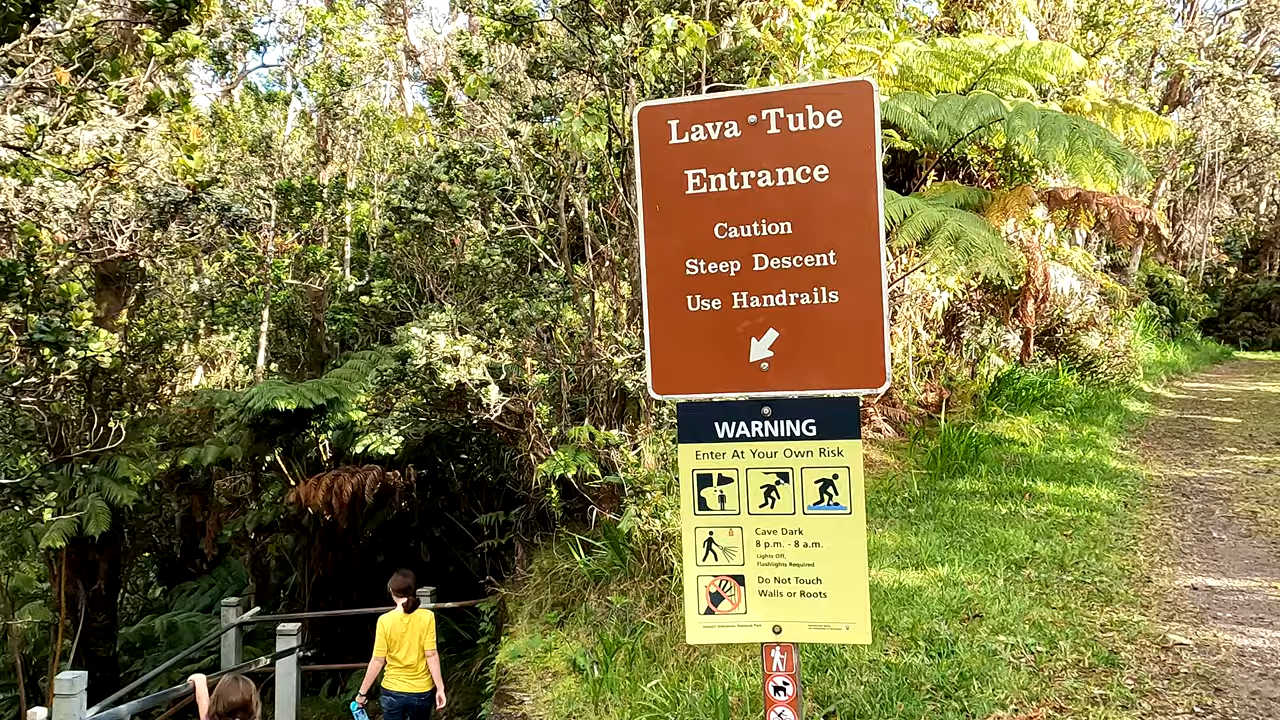 Lava Tube
Entrance
Caution
Steep Descent
Use Handrails
WARNING
Enter At Your Own Risk
Cave Dark
8 p.m. - 8 a.m.
Lights Off,
Flashlights Required
Do Not Touch
Walls or Roots